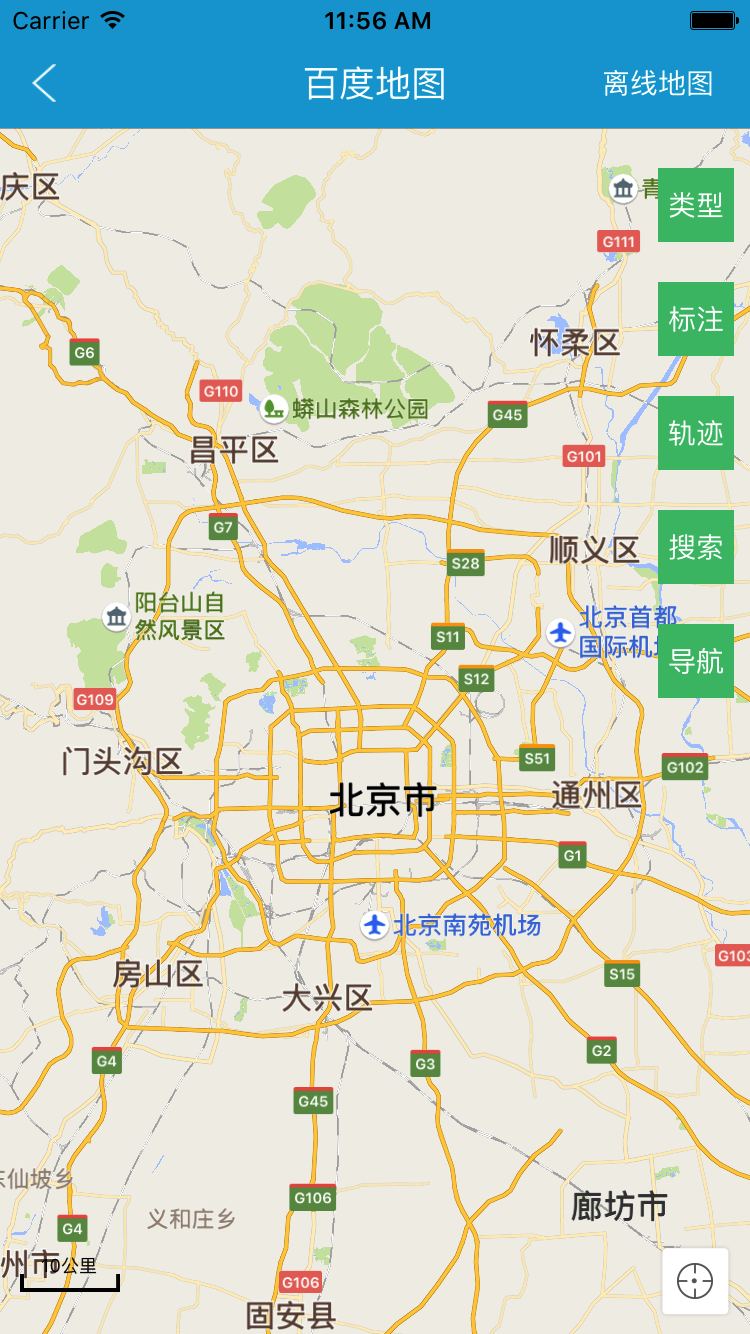 Carrier 11:56 AM
百度地图 离线地图
庆区
青
类型
G111
标注
怀柔区
G6
G110
蟒山森林公园
G45
轨迹
昌平区
G101
G7
顺义区
搜索
S28
阳台山自
然风景区
北京首都
国际机场
S11
导航
S12
G109
门头沟区
S51
G102
北京市
通州区
G1
北京南苑机场
G103
房山区
S15
大兴区
G2
G4
G3
G45
东仙坡乡
G106
廊坊市
义和庄乡
G4
州市
10公里
G106
固安县